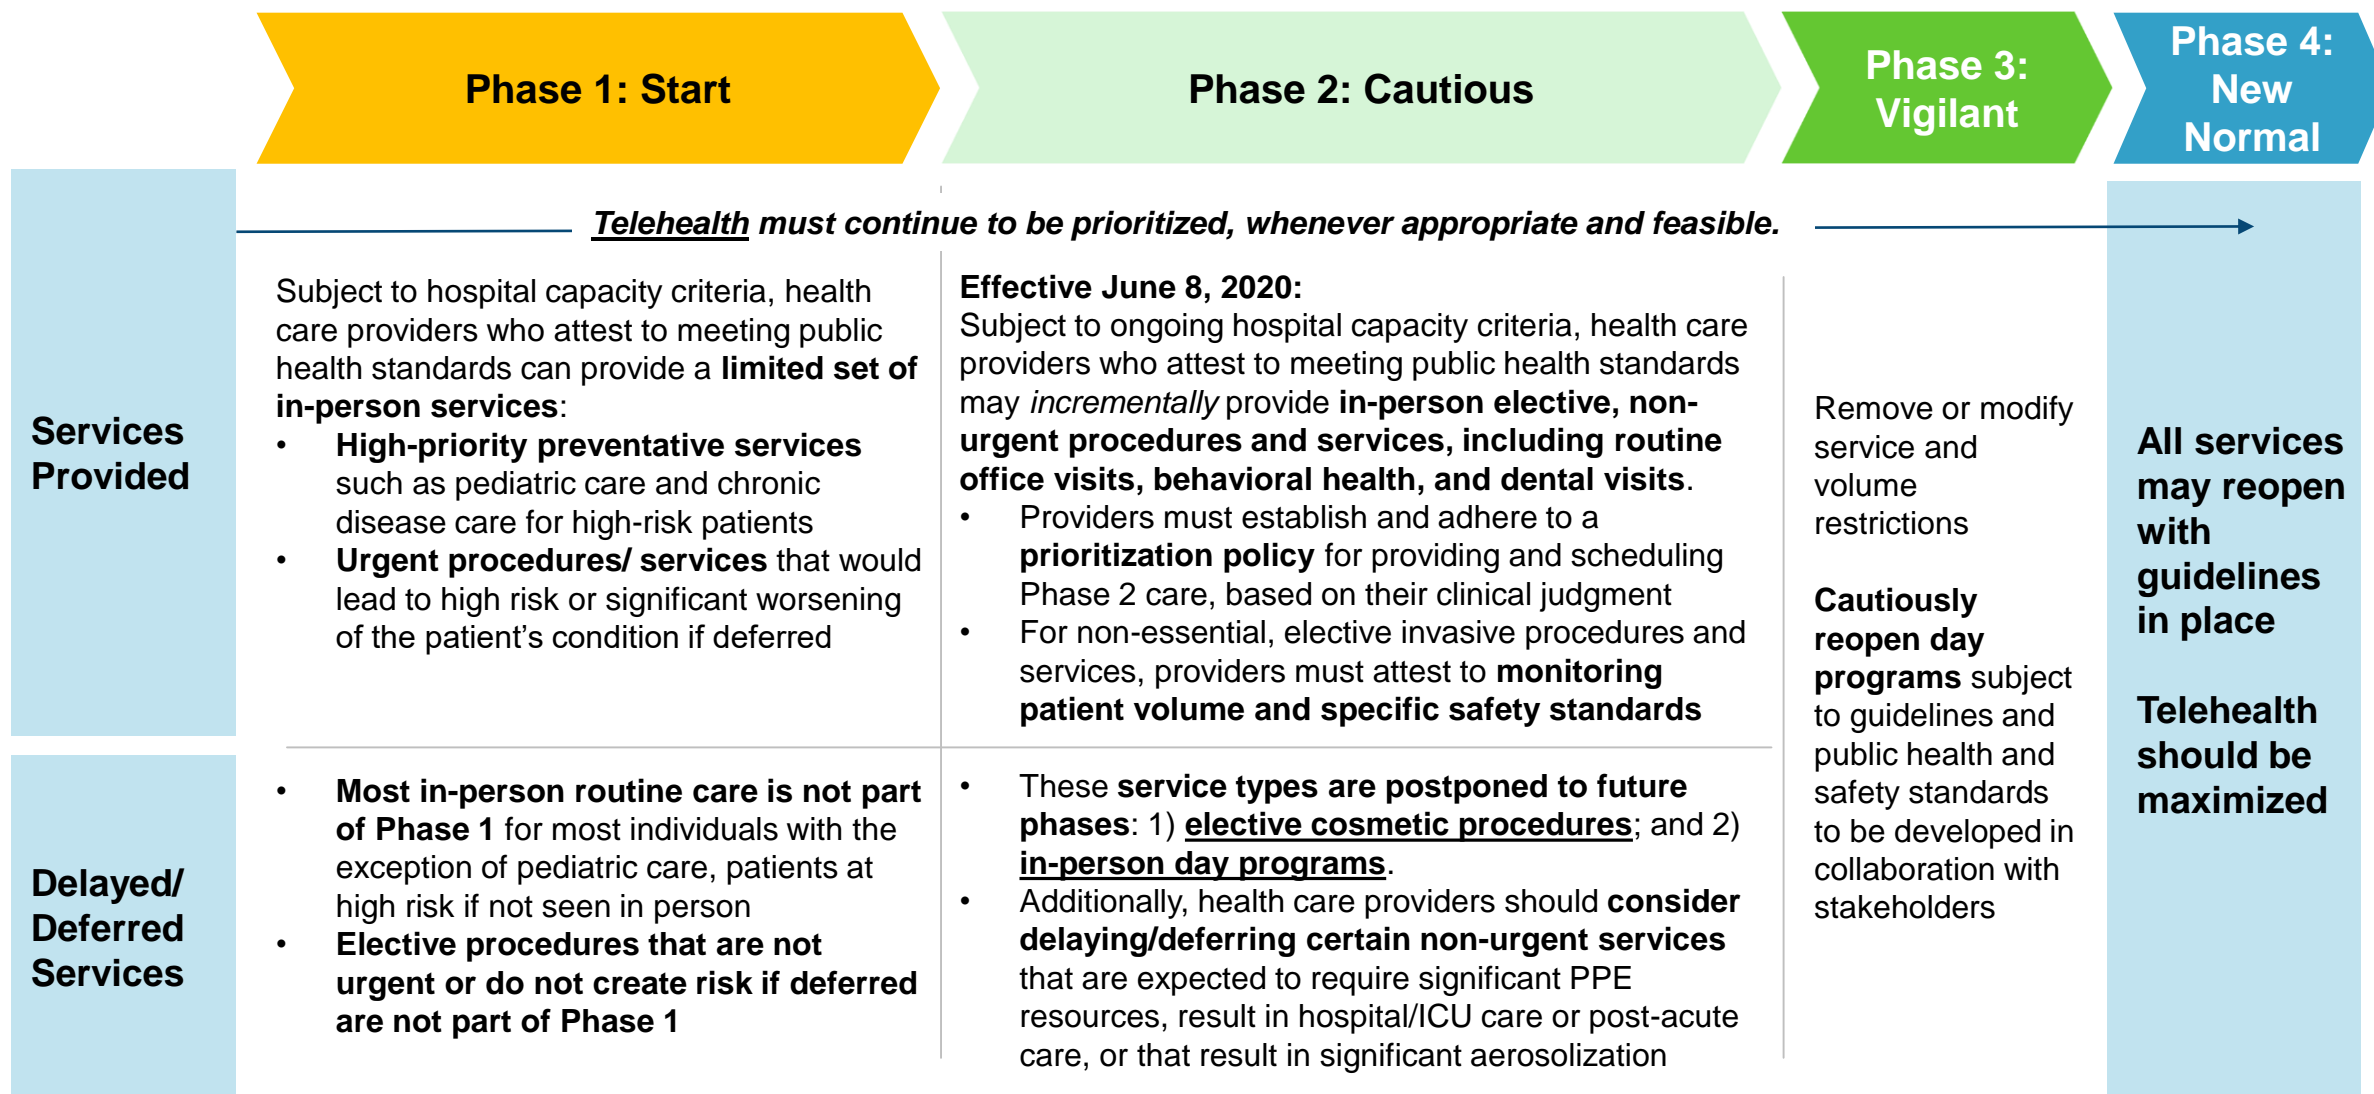 Phase 1: Start
Phase 2: Cautious
Phase 3:
Vigilant
Phase 4:
New
Normal
Telehealth must continue to be prioritized, whenever appropriate and feasible.
Services
Provided
Subject to hospital capacity criteria, health
care providers who attest to meeting public
health standards can provide a limited set of
in-person services:
• High-priority preventative services
such as pediatric care and chronic
disease care for high-risk patients
• Urgent procedures/ services that would
lead to high risk or significant worsening
of the patient’s condition if deferred
Effective June 8, 2020:
Subject to ongoing hospital capacity criteria, health care
providers who attest to meeting public health standards
may incrementally provide in-person elective, non-
urgent procedures and services, including routine
office visits, behavioral health, and dental visits.
• Providers must establish and adhere to a
prioritization policy for providing and scheduling
Phase 2 care, based on their clinical judgment
• For non-essential, elective invasive procedures and
services, providers must attest to monitoring
patient volume and specific safety standards
Remove or modify
service and
volume
restrictions
Cautiously
reopen day
programs subject
to guidelines and
public health and
safety standards
to be developed in
collaboration with
stakeholders
All services
may reopen
with
guidelines
in place
Telehealth
should be
maximized
Delayed/
Deferred
Services
• Most in-person routine care is not part
of Phase 1 for most individuals with the
exception of pediatric care, patients at
high risk if not seen in person
• Elective procedures that are not
urgent or do not create risk if deferred
are not part of Phase 1
• These service types are postponed to future
phases: 1) elective cosmetic procedures; and 2)
in-person day programs.
• Additionally, health care providers should consider
delaying/deferring certain non-urgent services
that are expected to require significant PPE
resources, result in hospital/ICU care or post-acute
care, or that result in significant aerosolization